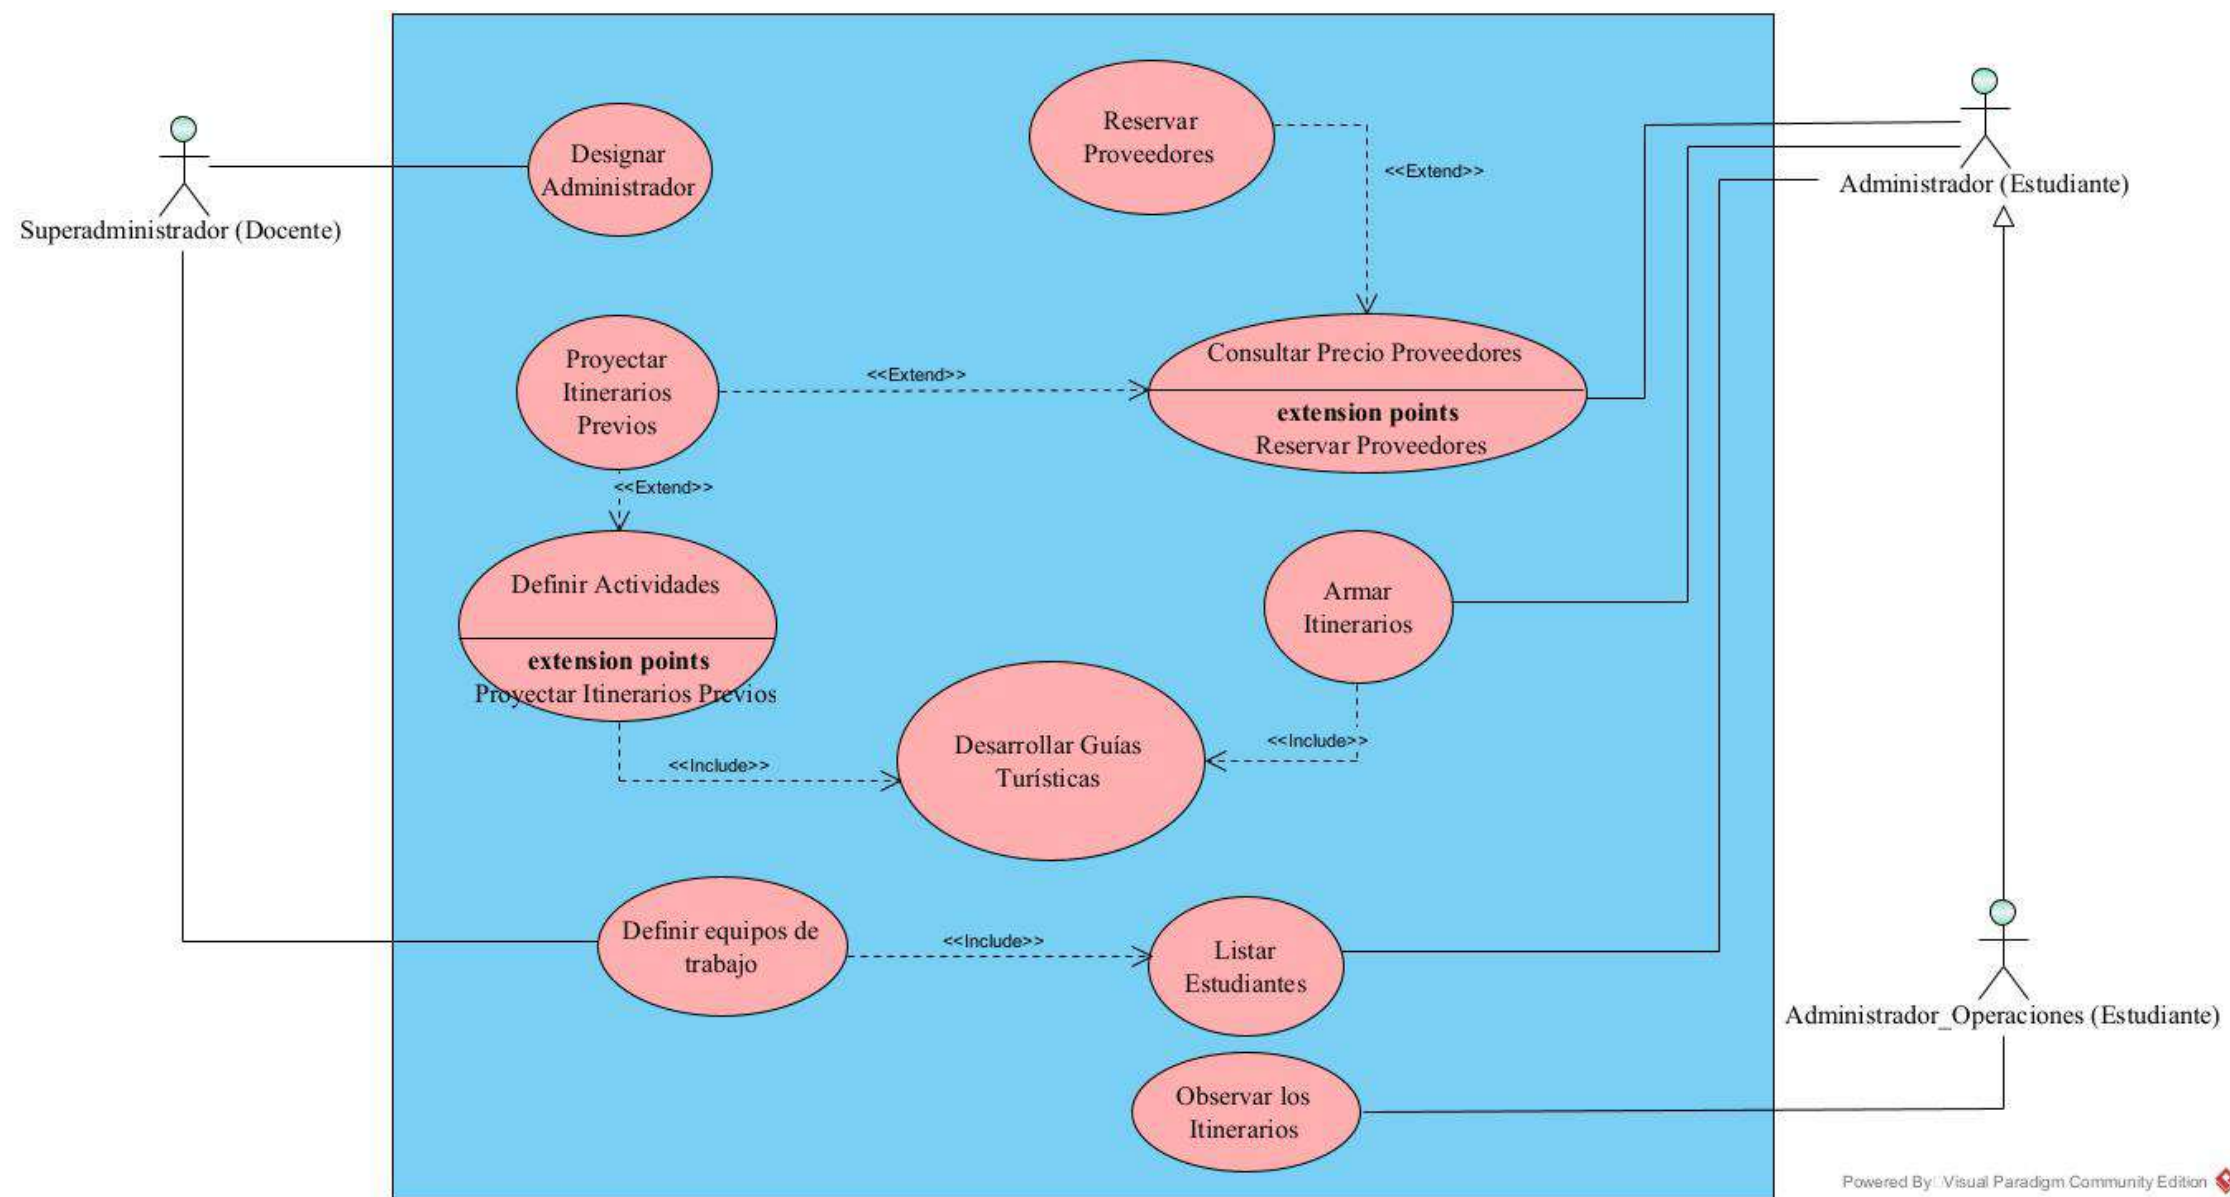 Reservar
Proveedores
Designar
Administrador
<<Extend>>
Administrador (Estudiante)
Superadministrador (Docente)
Proyectar
Itinerarios
Previos
<<Extend>>
Consultar Precio Proveedores
extension points
Reservar Proveedores
<<Extend>>
Definir Actividades
extension points
Proyectar Itinerarios Previos
Armar
Itinerarios
Desarrollar Guías
Turísticas
<<Include>>
<<Include>>
Definir equipos de
trabajo
<<Include>>
Listar
Estudiantes
Administrador_Operaciones (Estudiante)
Observar los
Itinerarios
Powered By Visual Paradigm Community Edition